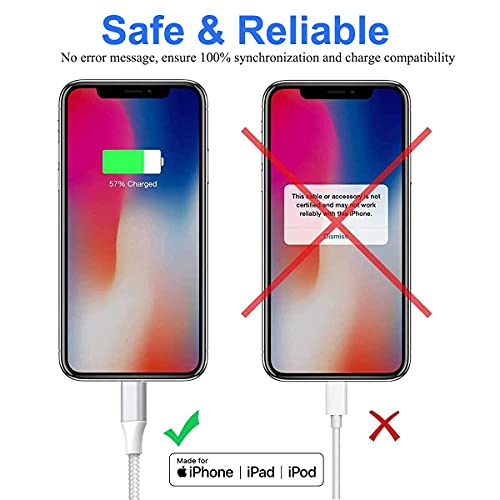 Safe & Reliable
No error message, ensure 100% synchronization and charge compatibility
57% Charged
This cable or accessory is not
certified and may not work
reliably with this iPhone.
Dismiss
Made for
iPhone | iPad | iPod